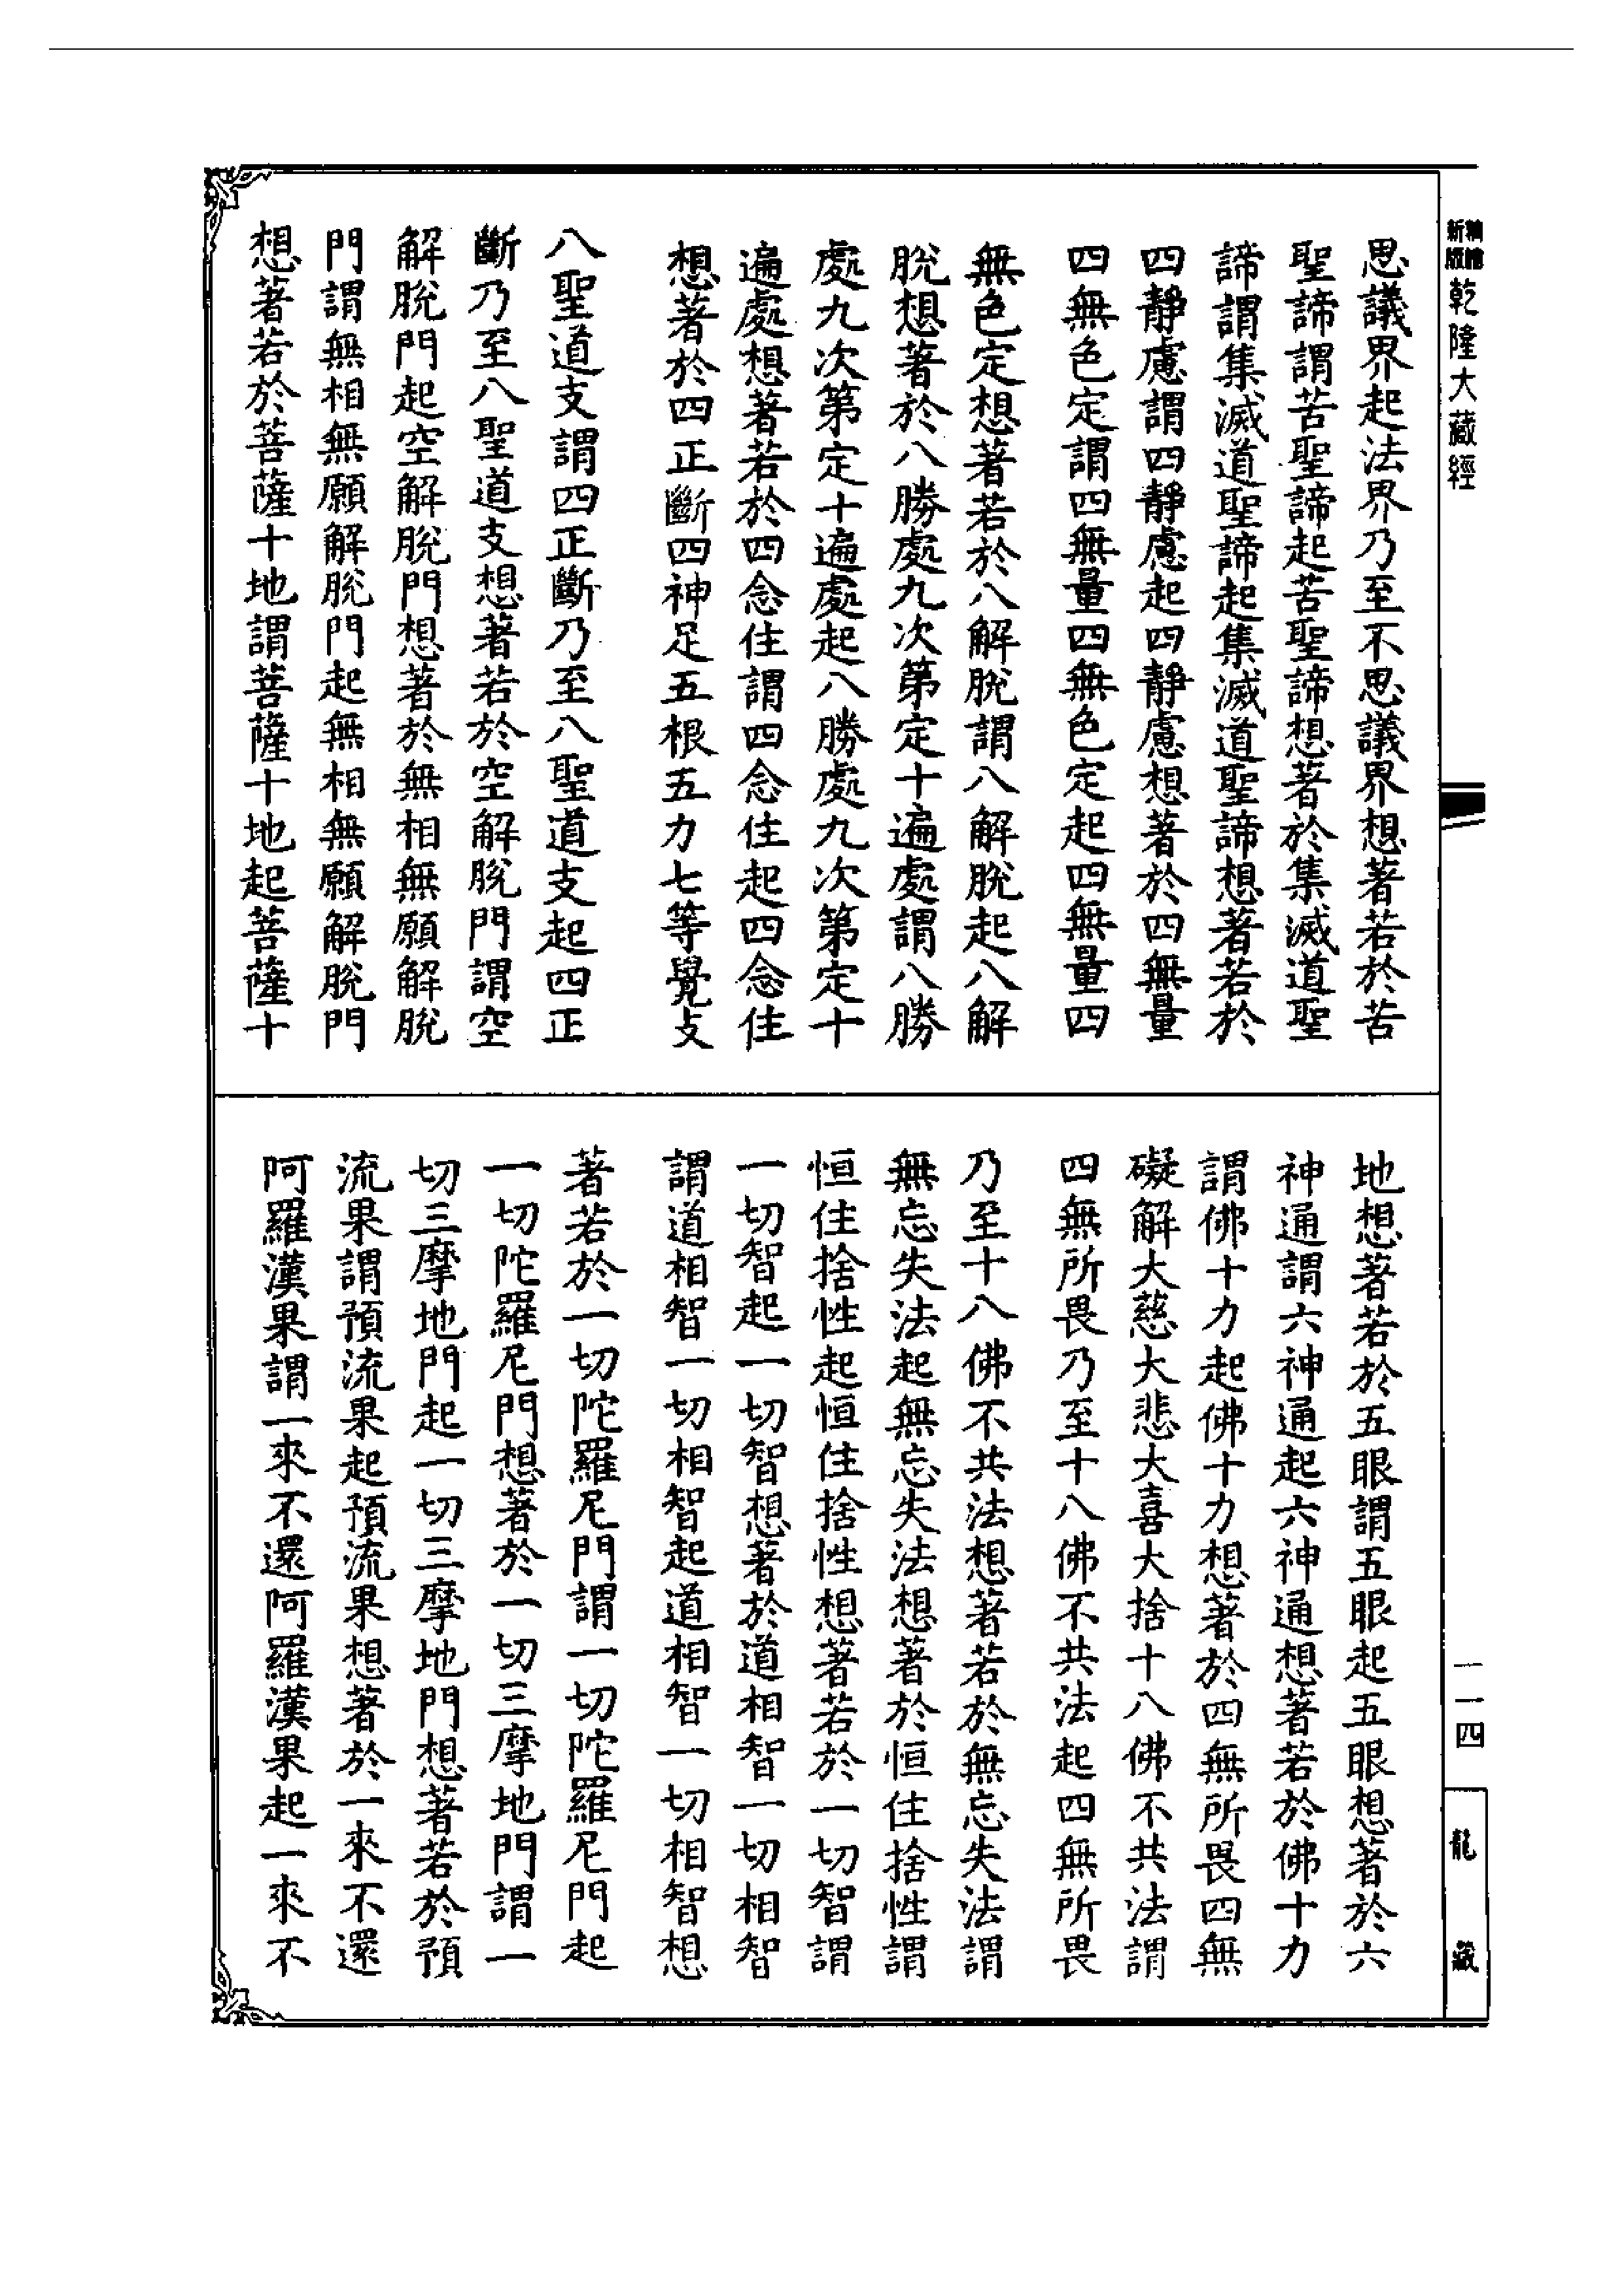 新版
精體
乾隆大藏經
思議界起法界乃至不思議界想著若於苦
聖諦謂苦聖諦起苦聖諦想著於集滅道聖
諦謂集滅道聖諦起集滅道聖諦想著若於
四靜慮謂四靜慮起四靜慮想著於四無量
四無色定謂四無量四無色定起四無量四
無色定想著若於八解脫謂八解脫起八解
脫想著於八勝處九次第定十遍處謂八勝
處九次第定十遍處起八勝處九次第定十
遍處想著若於四念住謂四念住起四念住
想著於四正斷四神足五根五力七等覺支
八聖道支謂四正斷乃至八聖道支起四正
斷乃至八聖道支想著若於空解脫門謂空
解脫門起空解脫門想著於無相無願解脫
門謂無相無願解脫門起無相無願解脫門
想著若於菩薩十地謂菩薩十地起菩薩十
地想著若於五眼謂五眼起五眼想著於六
神通謂六神通起六神通想著若於佛十力
謂佛十力起佛十力想著於四無所畏四無
礙解大慈大悲大喜大捨十八佛不共法謂
四無所畏乃至十八佛不共法起四無所畏
乃至十八佛不共法想著若於無忘失法謂
無忘失法起無忘失法想著於恒住捨性謂
恒住捨性起恒住捨性想著若於一切智謂
一切智起一切智想著於道相智一切相智
謂道相智一切相智起道相智一切相智想
著若於一切陀羅尼門謂一切陀羅尼門起
一切陀羅尼門想著於一切三摩地門謂一
切三摩地門起一切三摩地門想著若於預
流果謂預流果起預流果想著於一來不還
阿羅漢果謂一來不還阿羅漢果起一來不
一一四
龍藏